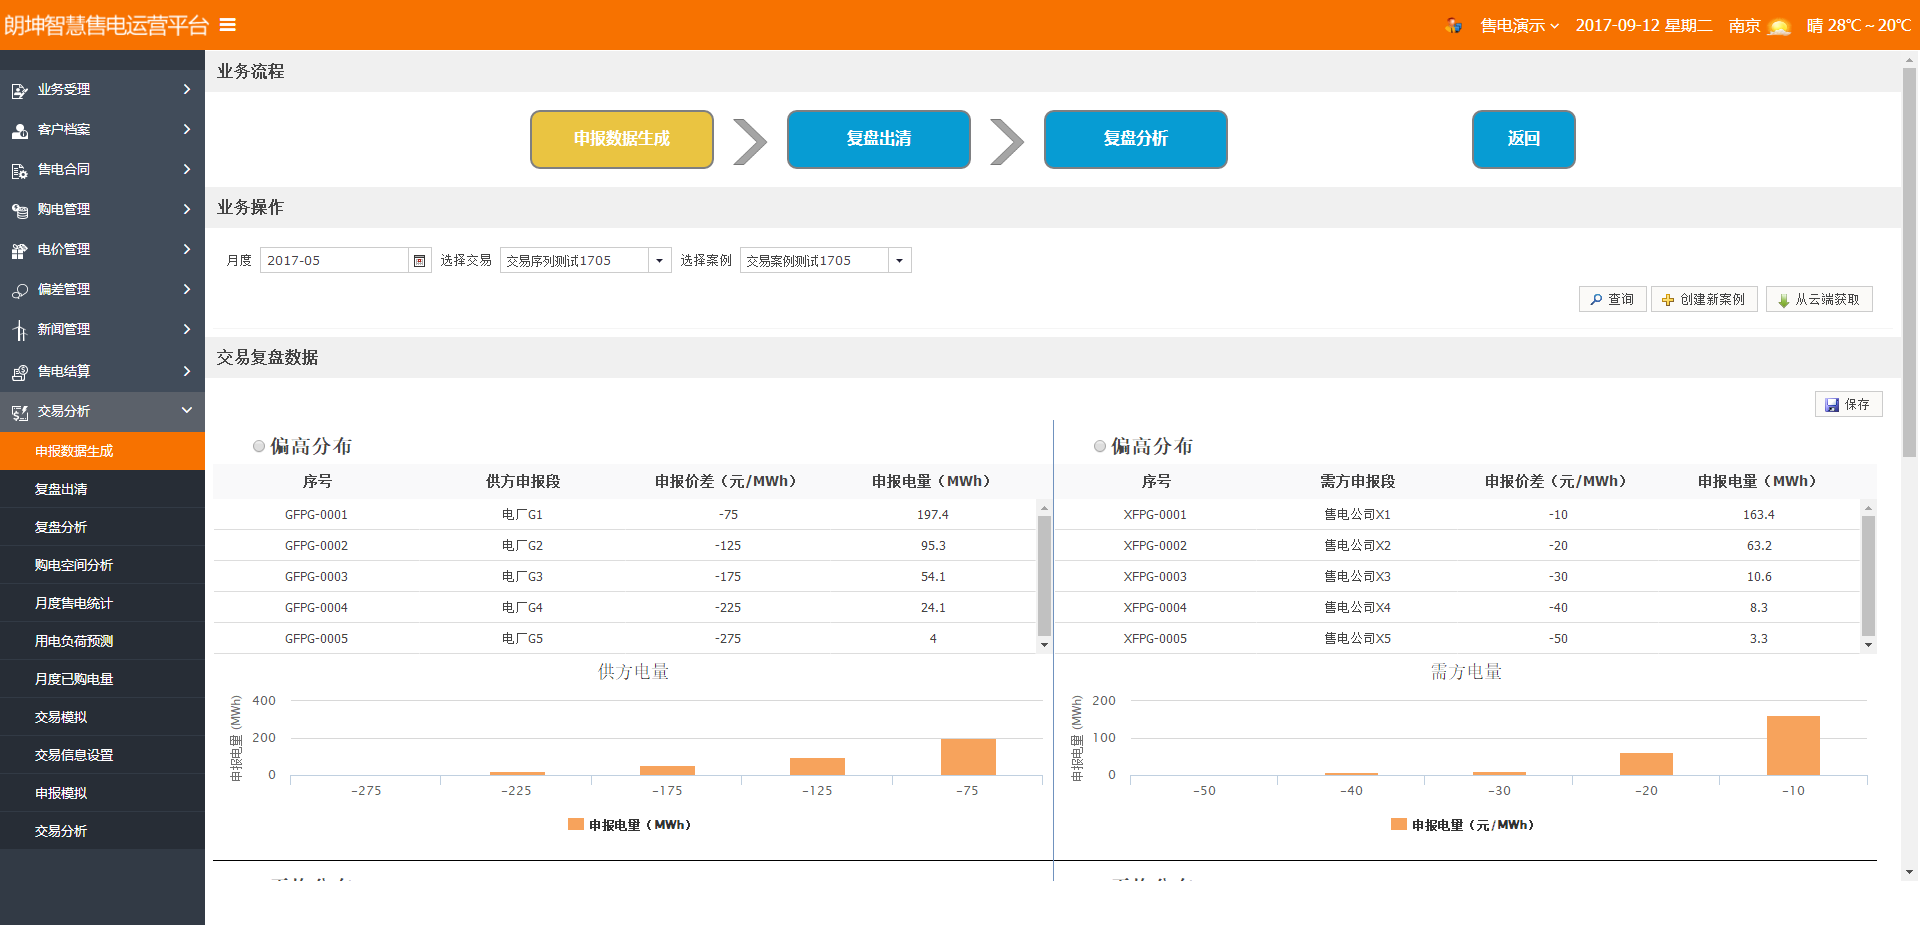 朗坤智慧售电运营平台
售电演示 2017-09-12 星期二 南京 晴 28℃～20℃
业务受理
客户档案
售电合同
购电管理
电价管理
偏差管理
新闻管理
售电结算
交易分析
申报数据生成
复盘出清
复盘分析
购电空间分析
月度售电统计
用电负荷预测
月度已购电量
交易模拟
交易信息设置
申报模拟
交易分析
业务流程
申报数据生成 复盘出清 复盘分析 返回
业务操作
月度 2017-05 选择交易 交易序列测试1705 选择案例 交易案例测试1705
查询 创建新案例 从云端获取
交易复盘数据
保存
偏高分布
序号 供方申报段 申报价差（元/MWh） 申报电量（MWh）
GFPG-0001 电厂G1 -75 197.4
GFPG-0002 电厂G2 -125 95.3
GFPG-0003 电厂G3 -175 54.1
GFPG-0004 电厂G4 -225 24.1
GFPG-0005 电厂G5 -275 4
供方电量
申报电量 (MWh)
400
200
0
-275 -225 -175 -125 -75
申报电量（MWh）
偏高分布
序号 需方申报段 申报价差（元/MWh） 申报电量（MWh）
XFPG-0001 售电公司X1 -10 163.4
XFPG-0002 售电公司X2 -20 63.2
XFPG-0003 售电公司X3 -30 10.6
XFPG-0004 售电公司X4 -40 8.3
XFPG-0005 售电公司X5 -50 3.3
需方电量
申报电量 (MWh)
200
100
0
-50 -40 -30 -20 -10
申报电量（元/MWh）